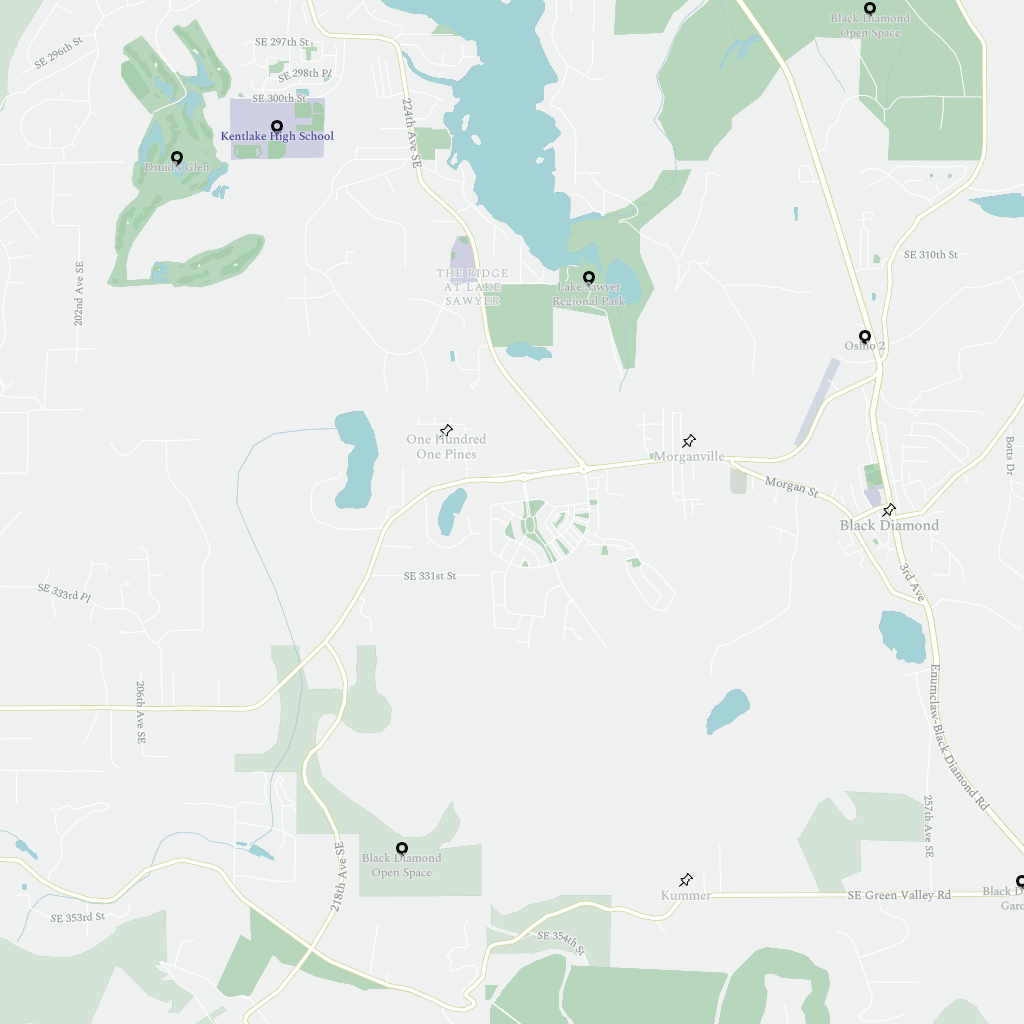 Black Diamond
Open Space
SE 296th St
SE 297th St
SE 298th Pl
SE 300th St
224th Ave SE
Kentlake High School
Druids Glen
SE 310th St
202nd Ave SE
THE RIDGE
AT LAKE
SAWYER
Lake Sawyer
Regional Park
Osmo 2
One Hundred
One Pines
Morganville
Botts Dr
Morgan St
Black Diamond
SE 331st St
3rd Ave
SE 333rd Pl
206th Ave SE
Enumclaw-Black Diamond Rd
257th Ave SE
218th Ave SE
Black Diamond
Open Space
Kummer
SE Green Valley Rd
Black D
Gard
SE 353rd St
SE 354th St